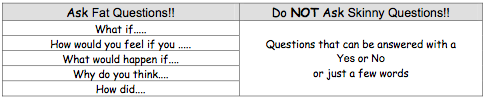 Ask Fat Questions!!
Do NOT Ask Skinny Questions!!
What if.....
How would you feel if you .....
What would happen if....
Why do you think....
How did....
Questions that can be answered with a
Yes or No
or just a few words